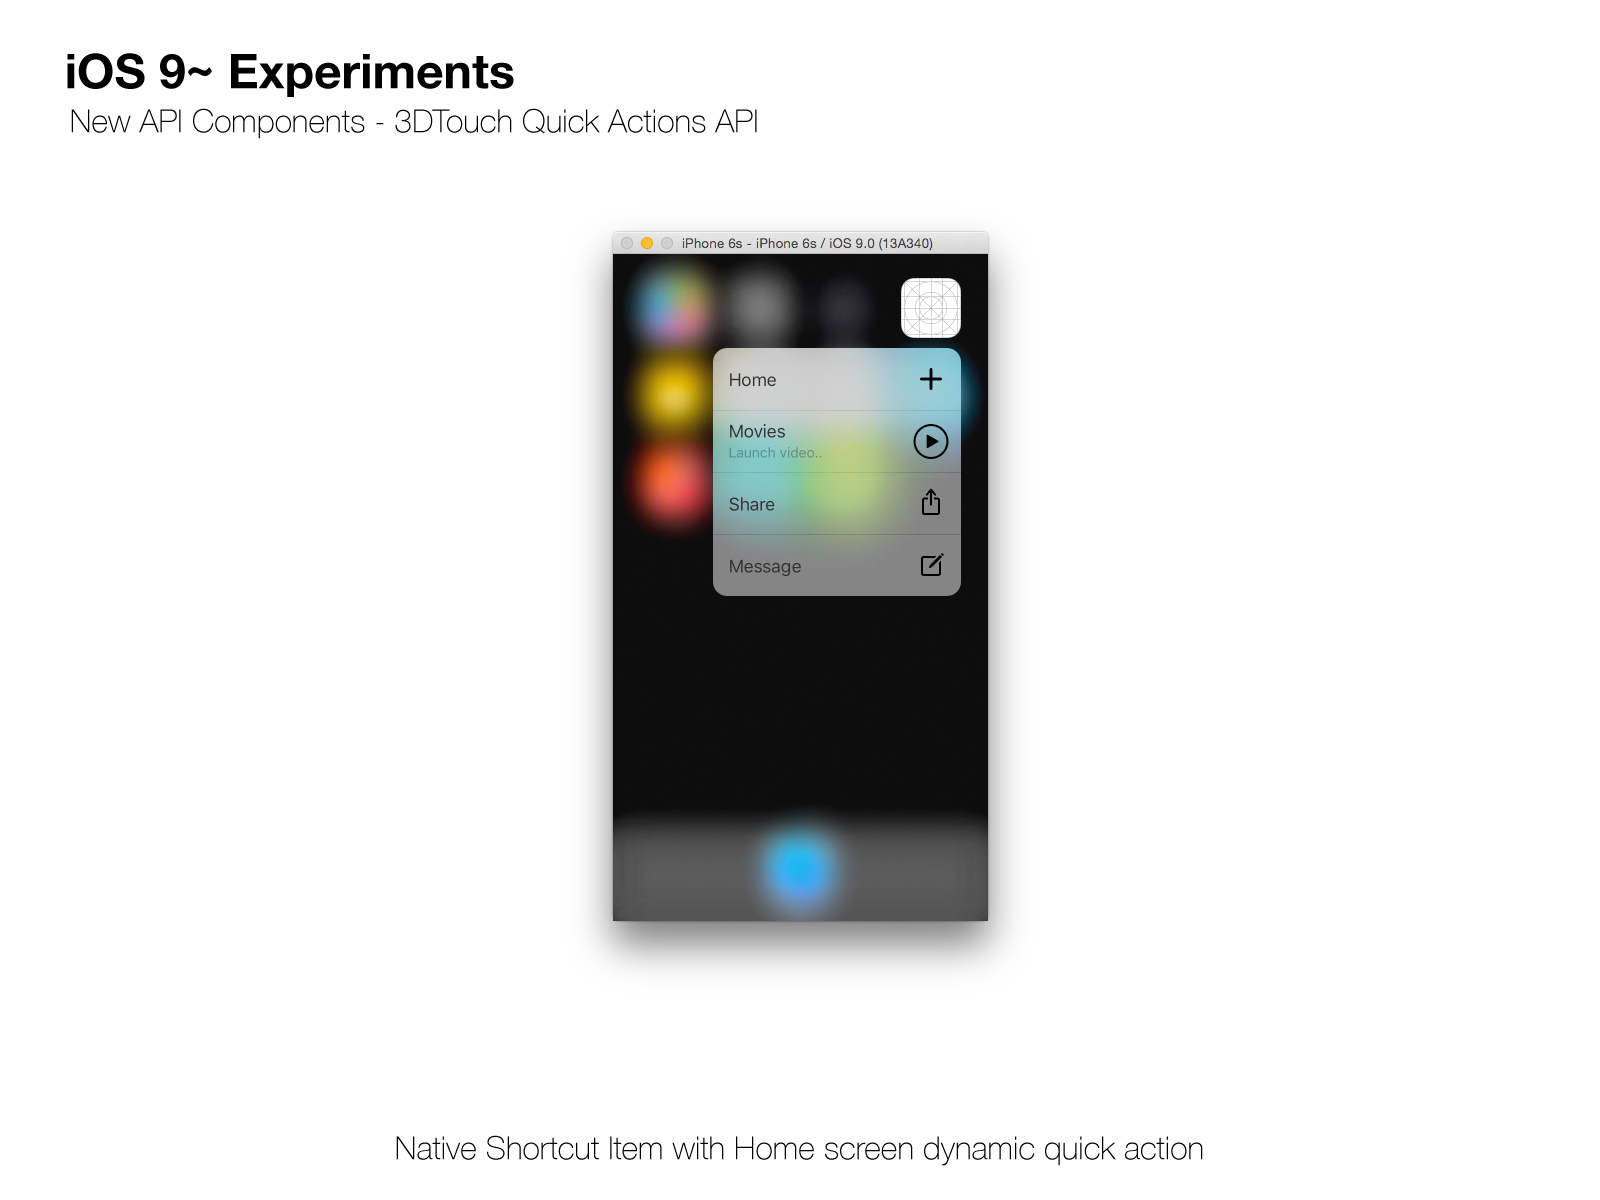 iOS 9~ Experiments
New API Components - 3DTouch Quick Actions API
iPhone 6s - iPhone 6s / iOS 9.0 (13A340)
Home
Movies
Launch video..
Share
Message
Native Shortcut Item with Home screen dynamic quick action